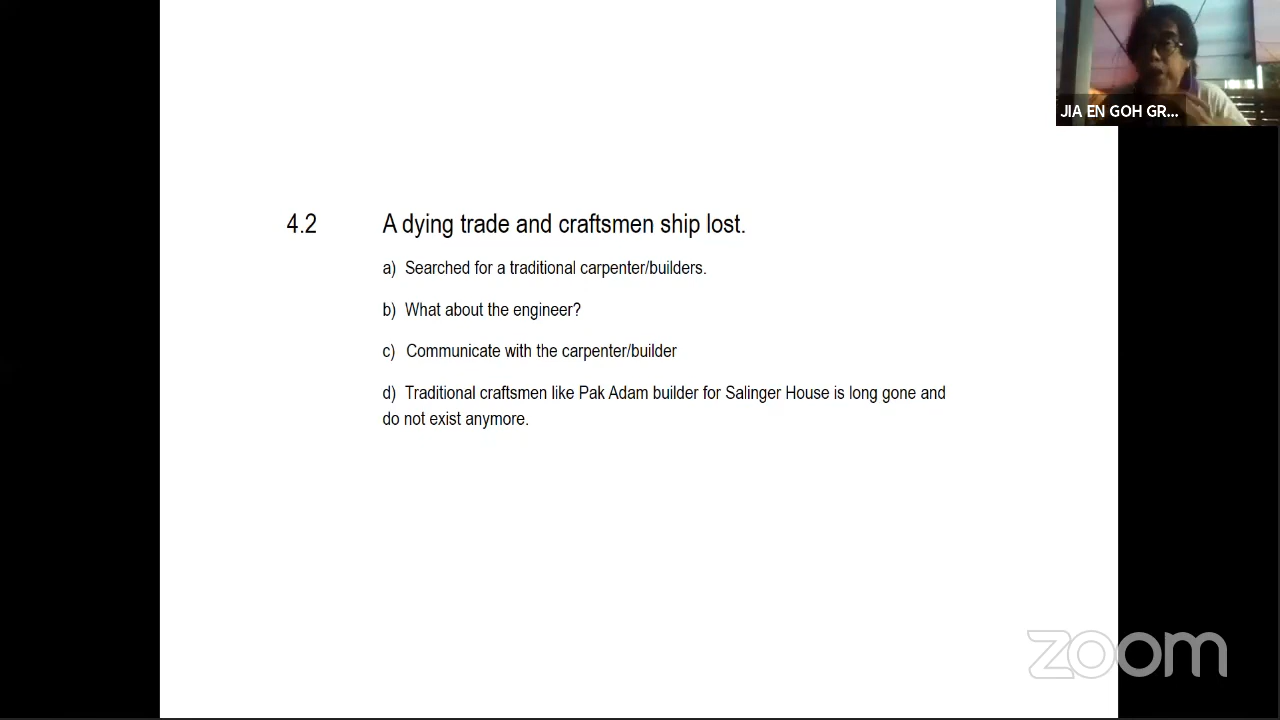 JIA EN GOH GR...
4.2 A dying trade and craftsmen ship lost.
a) Searched for a traditional carpenter/builders.
b) What about the engineer?
c) Communicate with the carpenter/builder
d) Traditional craftsmen like Pak Adam builder for Salinger House is long gone and
do not exist anymore.
zoom